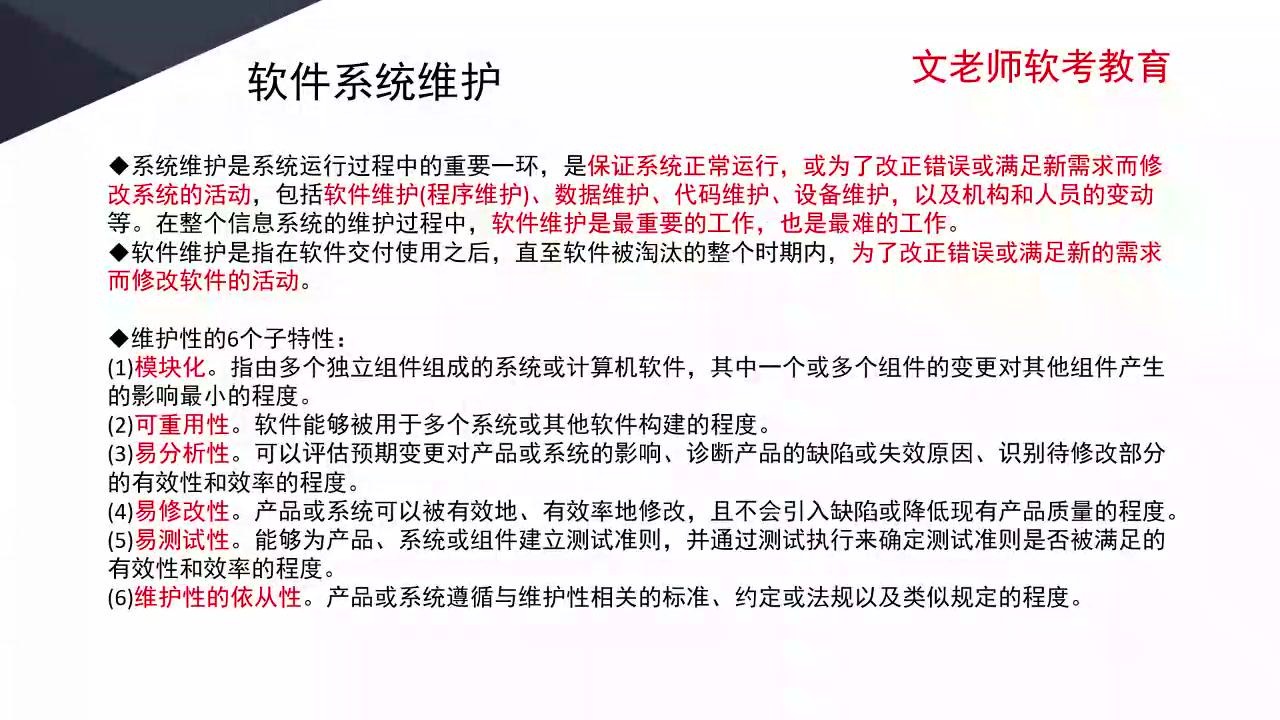 软件系统维护
文老师软考教育
◆系统维护是系统运行过程中的重要一环，是保证系统正常运行，或为了改正错误或满足新需求而修
改系统的活动，包括软件维护(程序维护)、数据维护、代码维护、设备维护，以及机构和人员的变动
等。在整个信息系统的维护过程中，软件维护是最重要的工作，也是最难的工作。
◆软件维护是指在软件交付使用之后，直至软件被淘汰的整个时期内，为了改正错误或满足新的需求
而修改软件的活动。
◆维护性的6个子特性：
(1)模块化。指由多个独立组件组成的系统或计算机软件，其中一个或多个组件的变更对其他组件产生
的影响最小的程度。
(2)可重用性。软件能够被用于多个系统或其他软件构建的程度。
(3)易分析性。可以评估预期变更对产品或系统的影响、诊断产品的缺陷或失效原因、识别待修改部分
的有效性和效率的程度。
(4)易修改性。产品或系统可以被有效地、有效率地修改，且不会引入缺陷或降低现有产品质量的程度。
(5)易测试性。能够为产品、系统或组件建立测试准则，并通过测试执行来确定测试准则是否被满足的
有效性和效率的程度。
(6)维护性的依从性。产品或系统遵循与维护性相关的标准、约定或法规以及类似规定的程度。